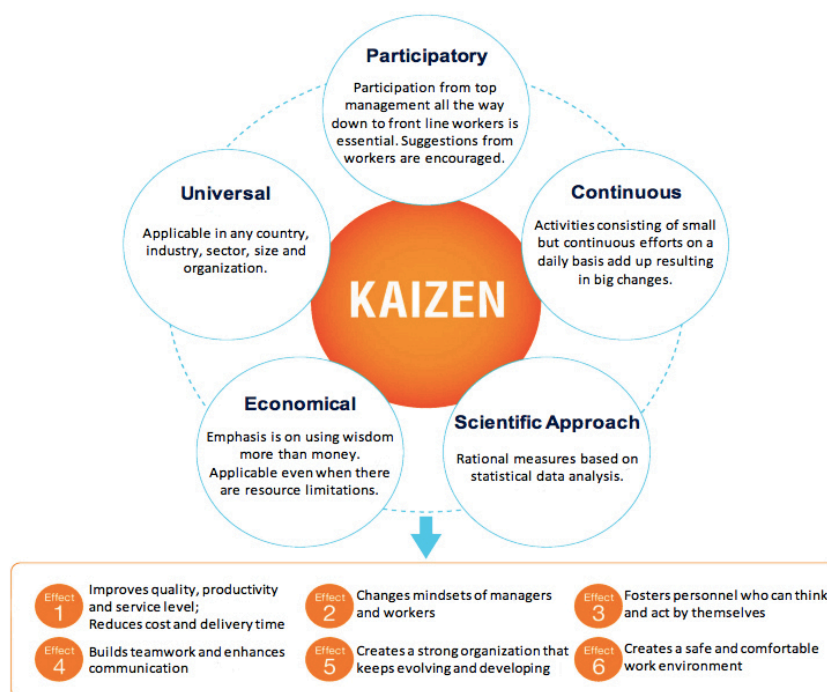 Participatory
Participation from top
management all the way
down to front line workers is
essential. Suggestions from
workers are encouraged.
Universal
Applicable in any country,
industry, sector, size and
organization.
Continuous
Activities consisting of small
but continuous efforts on a
daily basis add up resulting
in big changes.
KAIZEN
Economical
Emphasis is on using wisdom
more than money.
Applicable even when there
are resource limitations.
Scientific Approach
Rational measures based on
statistical data analysis.
Effect
1
Improves quality, productivity
and service level;
Reduces cost and delivery time
Effect
2
Changes mindsets of managers
and workers
Effect
3
Fosters personnel who can think
and act by themselves
Effect
4
Builds teamwork and enhances
communication
Effect
5
Creates a strong organization that
keeps evolving and developing
Effect
6
Creates a safe and comfortable
work environment